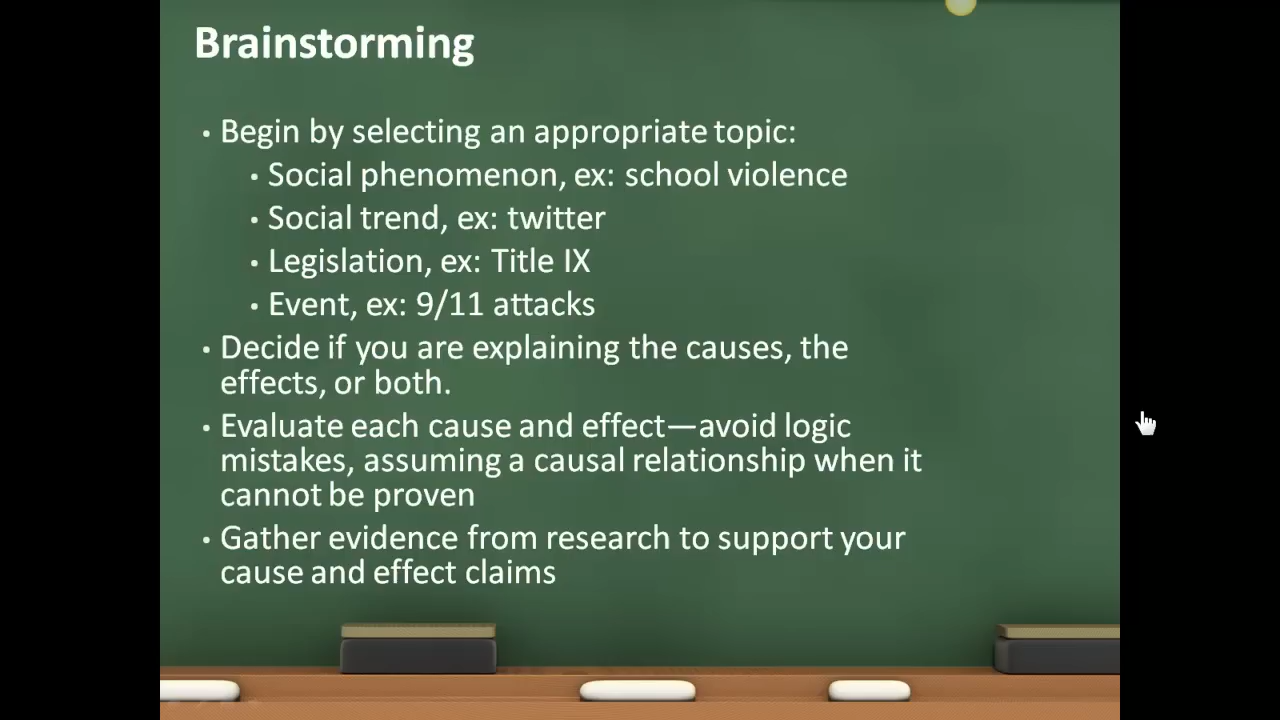 Brainstorming
• Begin by selecting an appropriate topic:
• Social phenomenon, ex: school violence
• Social trend, ex: twitter
• Legislation, ex: Title IX
• Event, ex: 9/11 attacks
• Decide if you are explaining the causes, the
effects, or both.
• Evaluate each cause and effect—avoid logic
mistakes, assuming a causal relationship when it
cannot be proven
• Gather evidence from research to support your
cause and effect claims